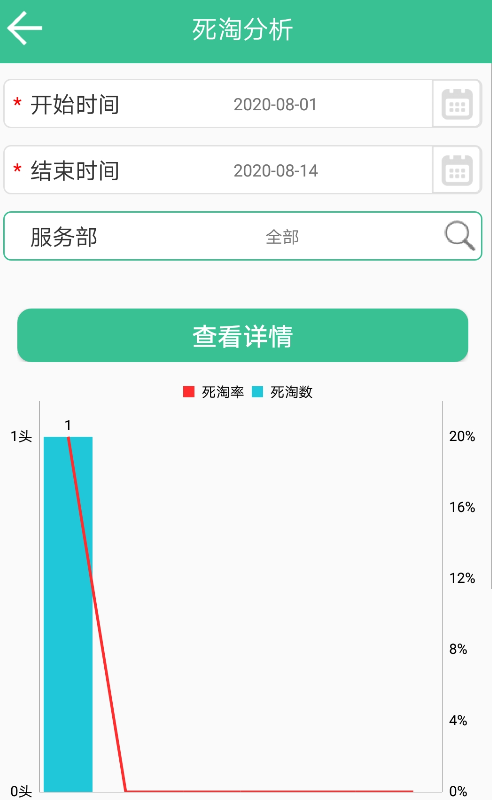 死淘分析
* 开始时间 2020-08-01
* 结束时间 2020-08-14
服务部 全部
查看详情
死淘率 死淘数
1
1头 20%
16%
12%
8%
4%
0头 0%